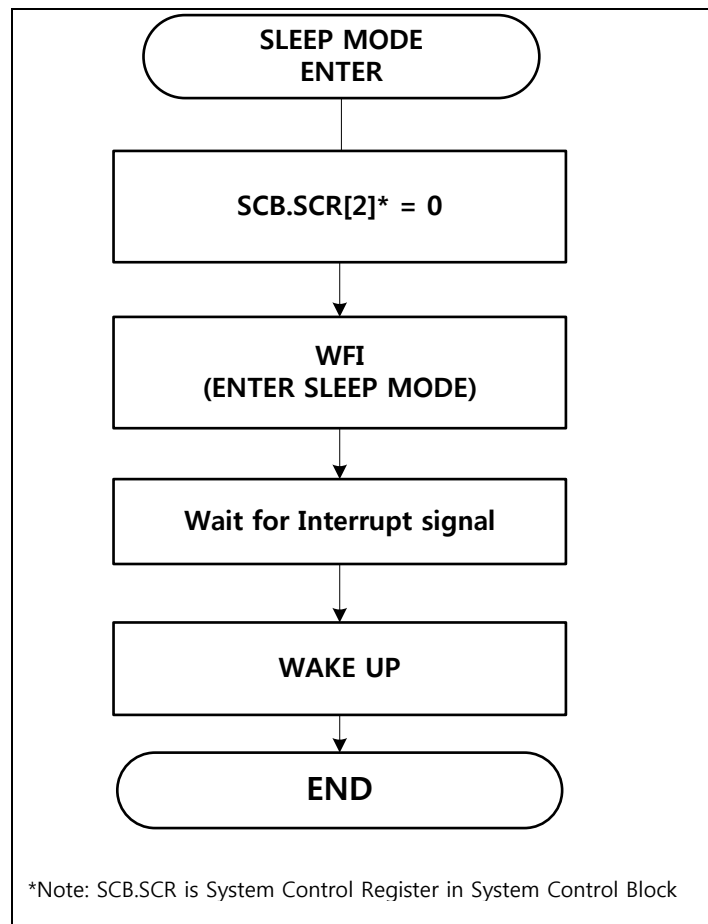 SLEEP MODE
ENTER
SCB.SCR[2]* = 0
WFI
(ENTER SLEEP MODE)
Wait for Interrupt signal
WAKE UP
END
*Note: SCB.SCR is System Control Register in System Control Block